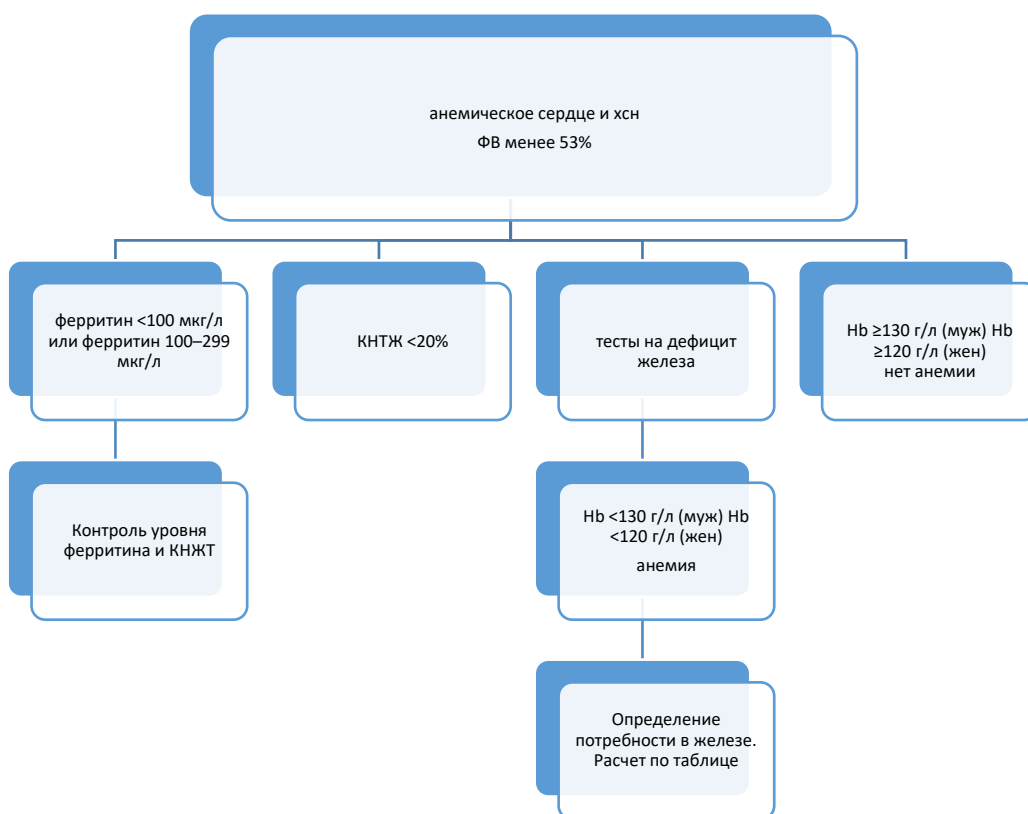 анемическое сердце и хсн
ФВ менее 53%
ферритин <100 мкг/л
или ферритин 100–299
мкг/л
КНТЖ <20%
тесты на дефицит
железа
Hb ≥130 г/л (муж) Hb
≥120 г/л (жен)
нет анемии
Контроль уровня
ферритина и КНЖТ
Hb <130 г/л (муж) Hb
<120 г/л (жен)
анемия
Определение
потребности в железе.
Расчет по таблице